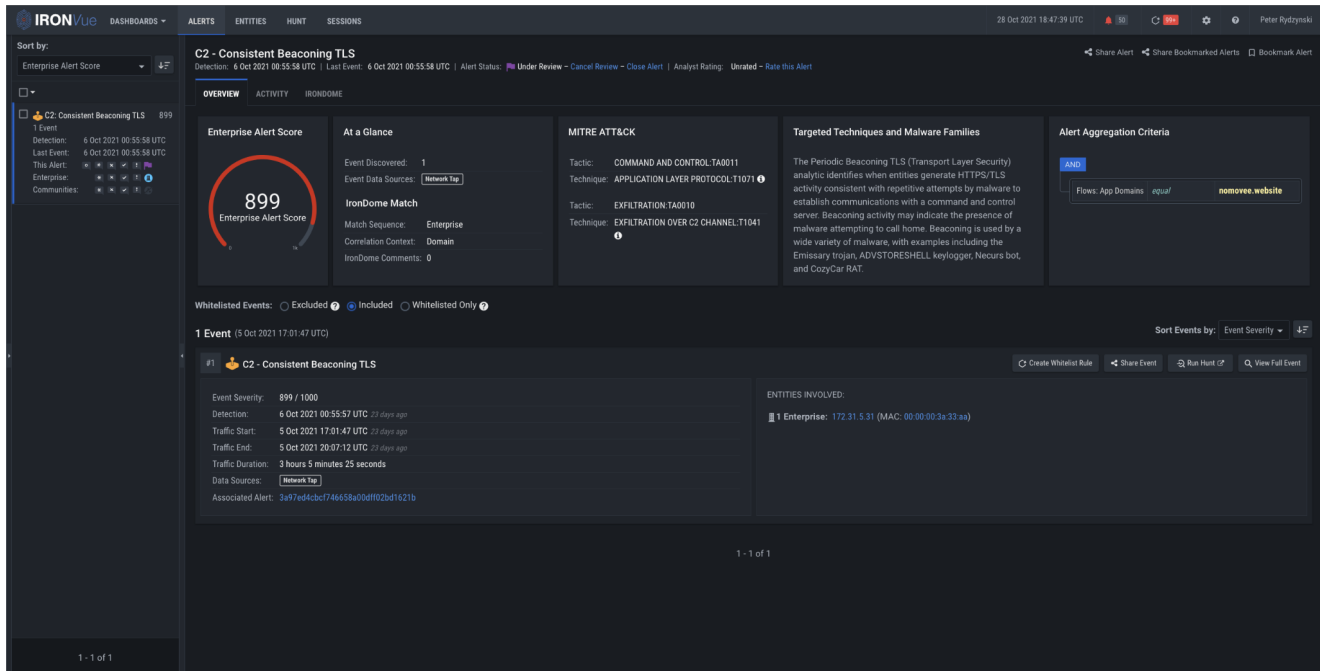 IRONVue DASHBOARDS ALERTS ENTITIES HUNT SESSIONS 28 Oct 2021 18:47:39 UTC 50 99+ Peter Rydzynski
Sort by:
Enterprise Alert Score
C2: Consistent Beaconing TLS 899
1 Event
Detection: 6 Oct 2021 00:55:58 UTC
Last Event: 6 Oct 2021 00:55:58 UTC
This Alert:
Enterprise:
Communities:
1 - 1 of 1
C2 - Consistent Beaconing TLS
Share Alert Share Bookmarked Alerts Bookmark Alert
Detection: 6 Oct 2021 00:55:58 UTC | Last Event: 6 Oct 2021 00:55:58 UTC | Alert Status: Under Review – Cancel Review – Close Alert | Analyst Rating: Unrated – Rate this Alert
OVERVIEW ACTIVITY IRONDOME
Enterprise Alert Score
899
Enterprise Alert Score
At a Glance
Event Discovered: 1
Event Data Sources: Network Tap
IronDome Match
Match Sequence: Enterprise
Correlation Context: Domain
IronDome Comments: 0
MITRE ATT&CK
Tactic: COMMAND AND CONTROL:TA0011
Technique: APPLICATION LAYER PROTOCOL:T1071
Tactic: EXFILTRATION:TA0010
Technique: EXFILTRATION OVER C2 CHANNEL:T1041
Targeted Techniques and Malware Families
The Periodic Beaconing TLS (Transport Layer Security)
analytic identifies when entities generate HTTPS/TLS
activity consistent with repetitive attempts by malware to
establish communications with a command and control
server. Beaconing activity may indicate the presence of
malware attempting to call home. Beaconing is used by a
wide variety of malware, with examples including the
Emissary trojan, ADVSTORESHELL keylogger, Necurs bot,
and CozyCar RAT.
Alert Aggregation Criteria
AND
Flows: App Domains equal nomovee.website
Whitelisted Events: Excluded Included Whitelisted Only
1 Event (5 Oct 2021 17:01:47 UTC)
Sort Events by: Event Severity
#1 C2 - Consistent Beaconing TLS
Create Whitelist Rule Share Event Run Hunt View Full Event
Event Severity: 899 / 1000
Detection: 6 Oct 2021 00:55:57 UTC 23 days ago
Traffic Start: 5 Oct 2021 17:01:47 UTC 23 days ago
Traffic End: 5 Oct 2021 20:07:12 UTC 23 days ago
Traffic Duration: 3 hours 5 minutes 25 seconds
Data Sources: Network Tap
Associated Alert: 3a97ed4cbcf746658a00dff02bd1621b
ENTITIES INVOLVED:
1 Enterprise: 172.31.5.31 (MAC: 00:00:00:3a:33:aa)
1 - 1 of 1